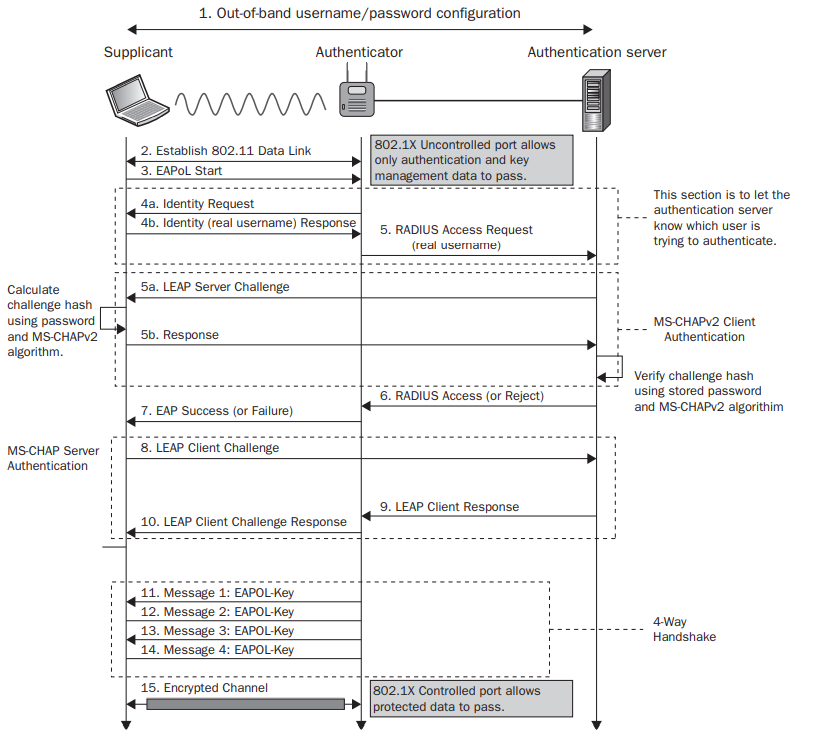 1. Out-of-band username/password configuration
Supplicant
Authenticator
Authentication server
2. Establish 802.11 Data Link
3. EAPoL Start
802.1X Uncontrolled port allows
only authentication and key
management data to pass.
4a. Identity Request
4b. Identity (real username) Response
5. RADIUS Access Request
(real username)
This section is to let the
authentication server
know which user is
trying to authenticate.
Calculate
challenge hash
using password
and MS-CHAPv2
algorithm.
5a. LEAP Server Challenge
5b. Response
MS-CHAPv2 Client
Authentication
Verify challenge hash
using stored password
and MS-CHAPv2 algorithim
6. RADIUS Access (or Reject)
7. EAP Success (or Failure)
MS-CHAP Server
Authentication
8. LEAP Client Challenge
9. LEAP Client Response
10. LEAP Client Challenge Response
11. Message 1: EAPOL-Key
12. Message 2: EAPOL-Key
13. Message 3: EAPOL-Key
14. Message 4: EAPOL-Key
4-Way
Handshake
15. Encrypted Channel
802.1X Controlled port allows
protected data to pass.